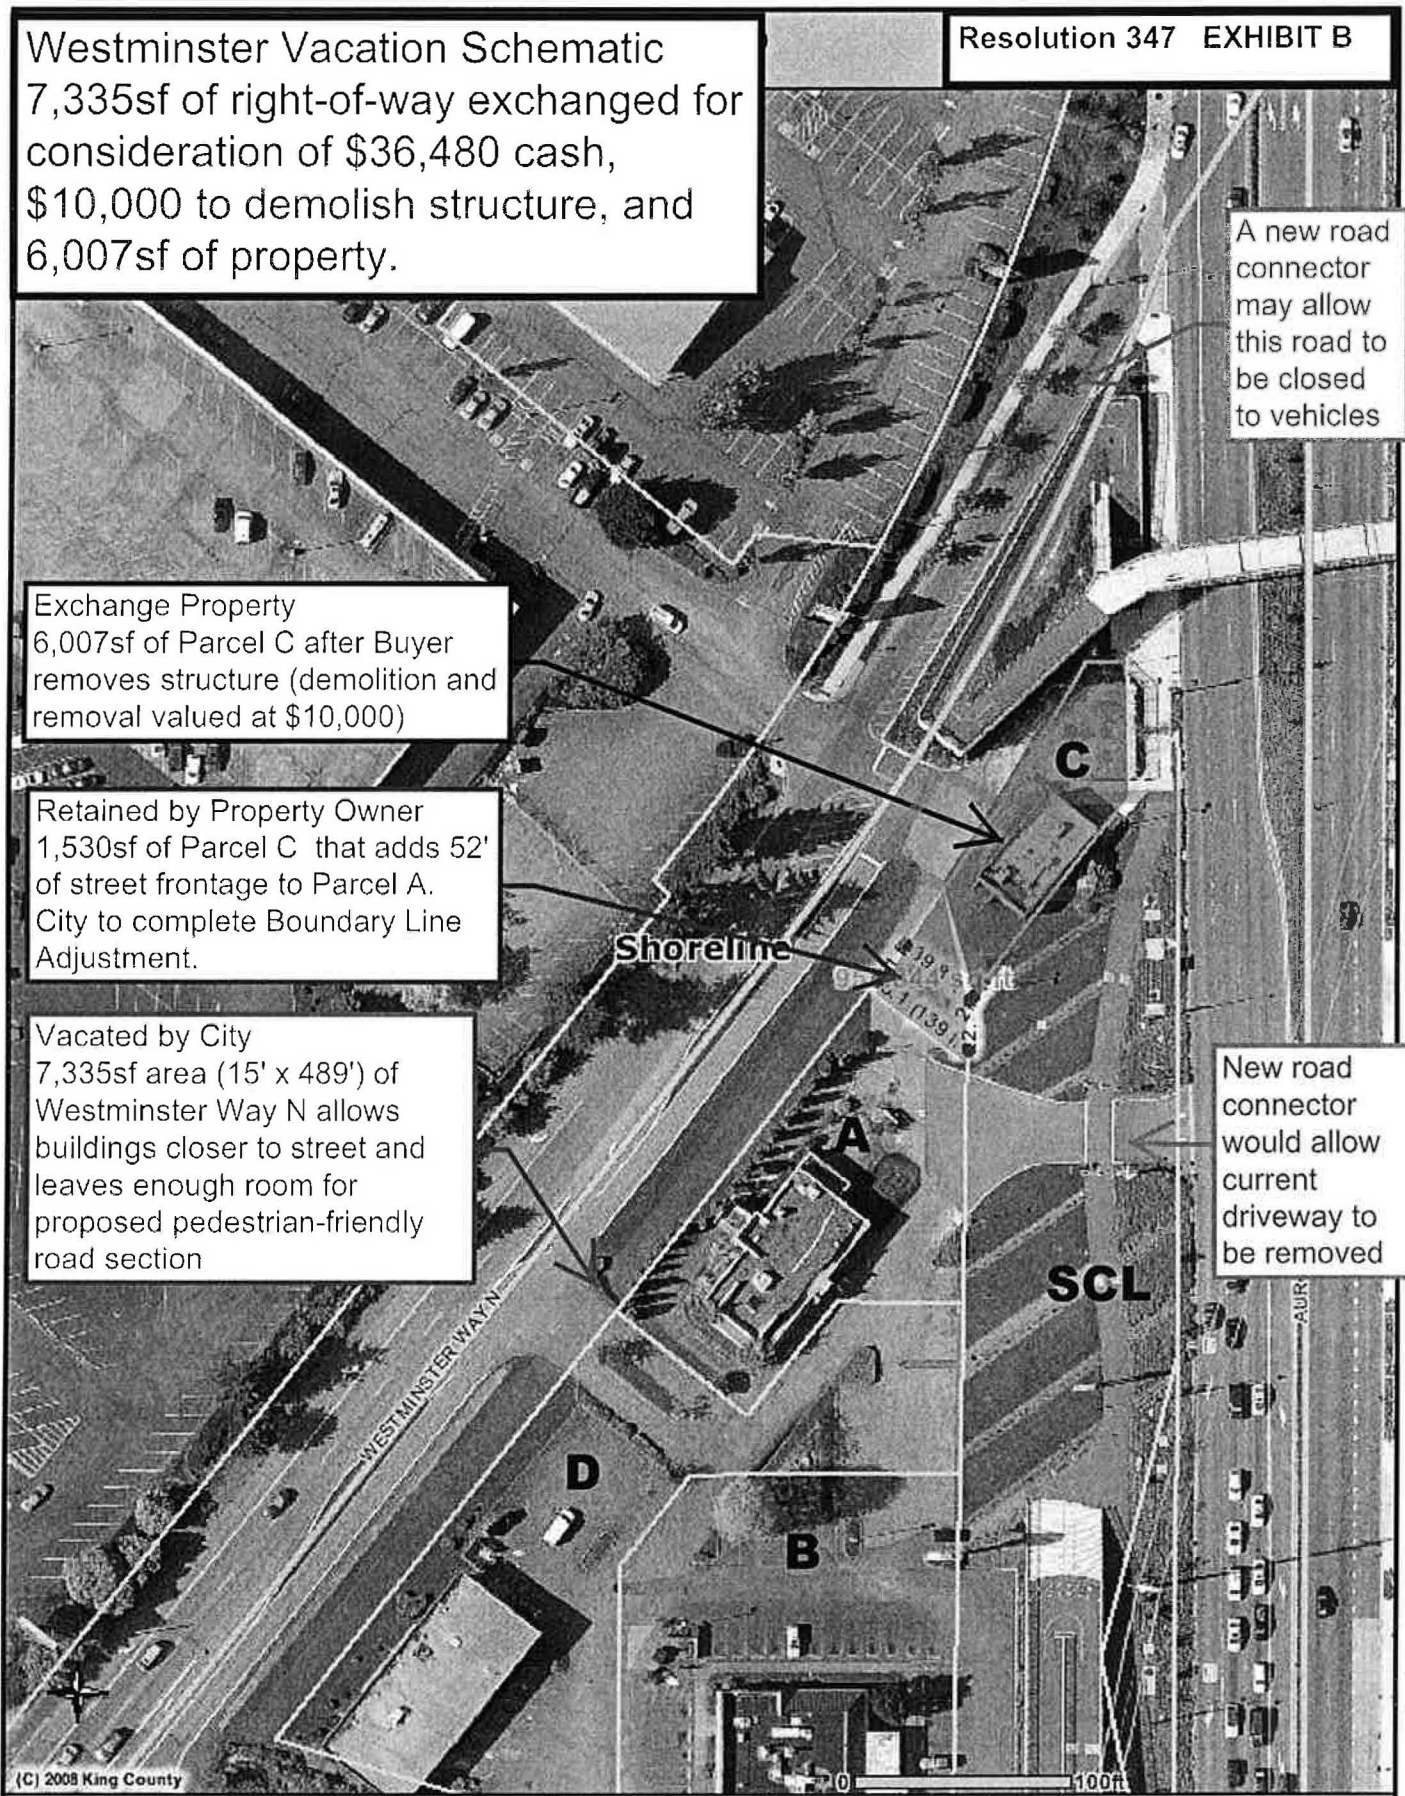 Westminster Vacation Schematic
7,335sf of right-of-way exchanged for
consideration of $36,480 cash,
$10,000 to demolish structure, and
6,007sf of property.
Resolution 347 EXHIBIT B
A new road
connector
may allow
this road to
be closed
to vehicles
Exchange Property
6,007sf of Parcel C after Buyer
removes structure (demolition and
removal valued at $10,000)
C
Retained by Property Owner
1,530sf of Parcel C that adds 52'
of street frontage to Parcel A.
City to complete Boundary Line
Adjustment.
Shoreline
Vacated by City
7,335sf area (15' x 489') of
Westminster Way N allows
buildings closer to street and
leaves enough room for
proposed pedestrian-friendly
road section
A
New road
connector
would allow
current
driveway to
be removed
SCL
AUR
WESTMINSTER WAY N
D
B
(C) 2008 King County
0 100ft